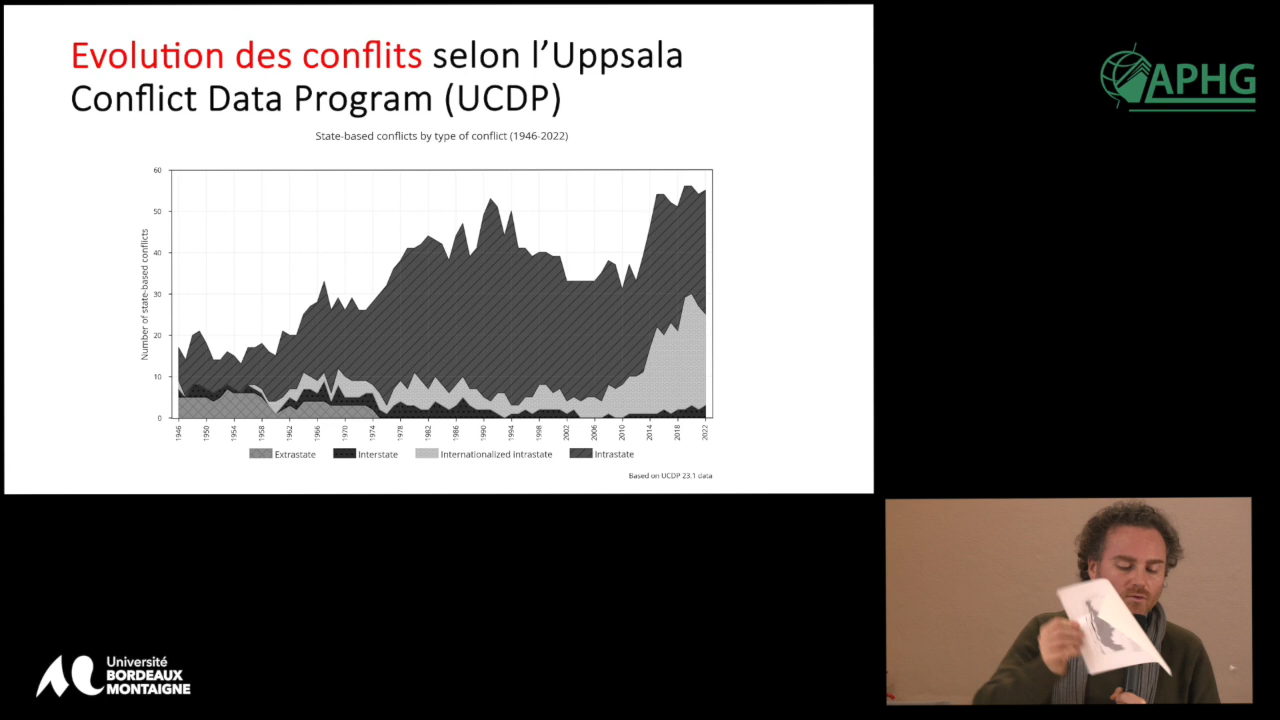 Evolution des conflits selon l’Uppsala
Conflict Data Program (UCDP)
APHG
State-based conflicts by type of conflict (1946-2022)
Number of state-based conflicts
60
50
40
30
20
10
0
1946
1950
1954
1958
1962
1966
1970
1974
1978
1982
1986
1990
1994
1998
2002
2006
2010
2014
2018
2022
Extrastate
Interstate
Internationalized intrastate
Intrastate
Based on UCDP 23.1 data
Université
BORDEAUX
MONTAIGNE